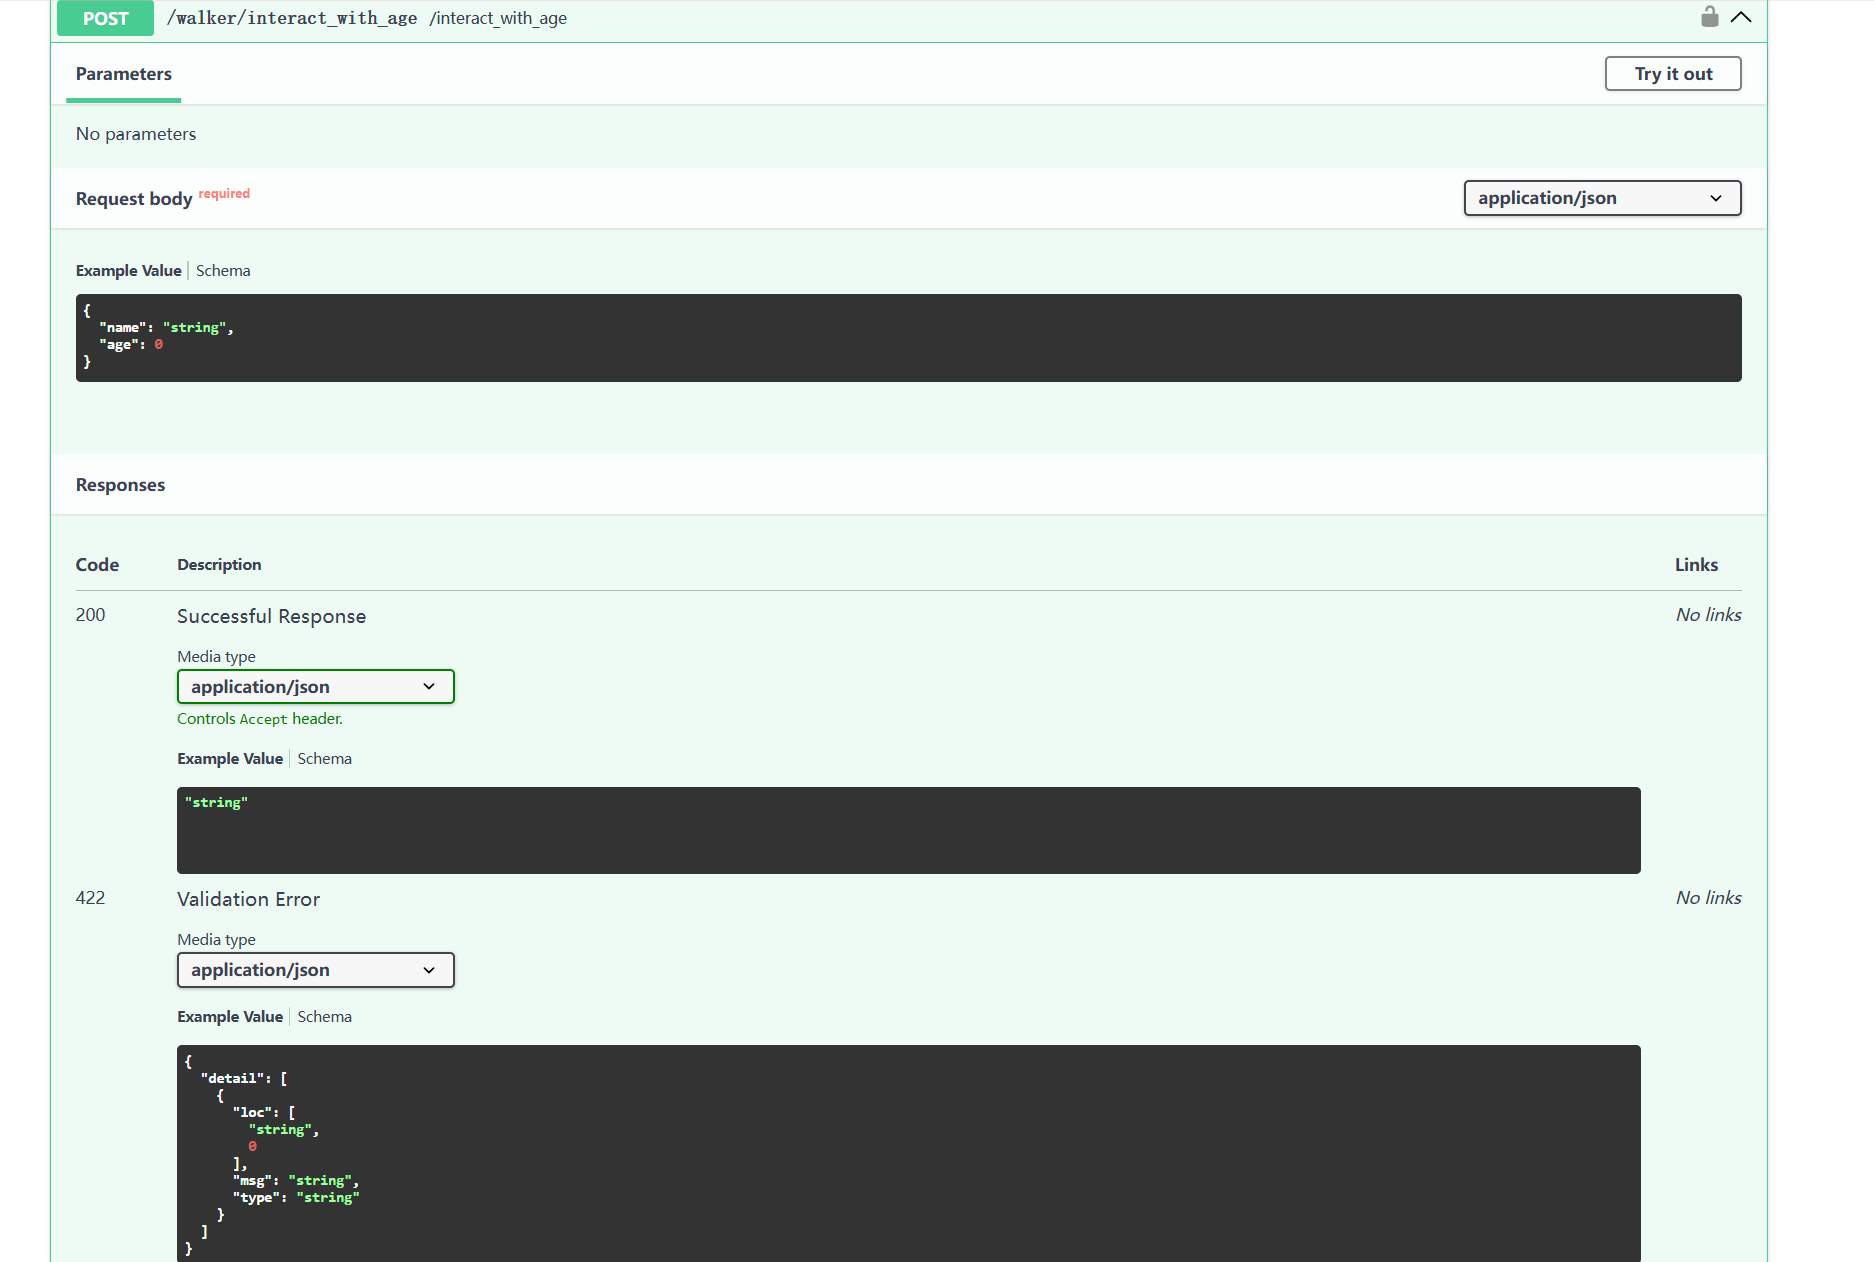 POST /walker/interact_with_age /interact_with_age
Parameters
Try it out
No parameters
Request body required
application/json
Example Value Schema
{
  "name": "string",
  "age": 0
}
Responses
Code Description Links
200 Successful Response No links
Media type
application/json
Controls Accept header.
Example Value Schema
"string"
422 Validation Error No links
Media type
application/json
Example Value Schema
{
  "detail": [
    {
      "loc": [
        "string",
        0
      ],
      "msg": "string",
      "type": "string"
    }
  ]
}